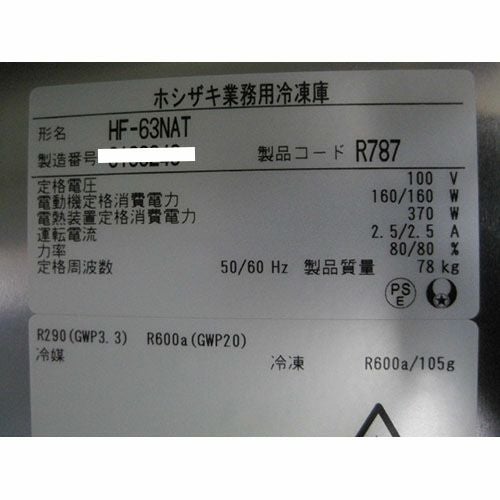 ホシザキ業務用冷凍庫
形名 HF-63NAT
製造番号
製品コード R787
定格電圧 100 V
電動機定格消費電力 160/160 W
電熱装置定格消費電力 370 W
運転電流 2.5/2.5 A
力率 80/80 %
定格周波数 50/60 Hz 製品質量 78 kg
PS
E
R290(GWP3.3) R600a(GWP20)
冷媒 冷凍 R600a/105g